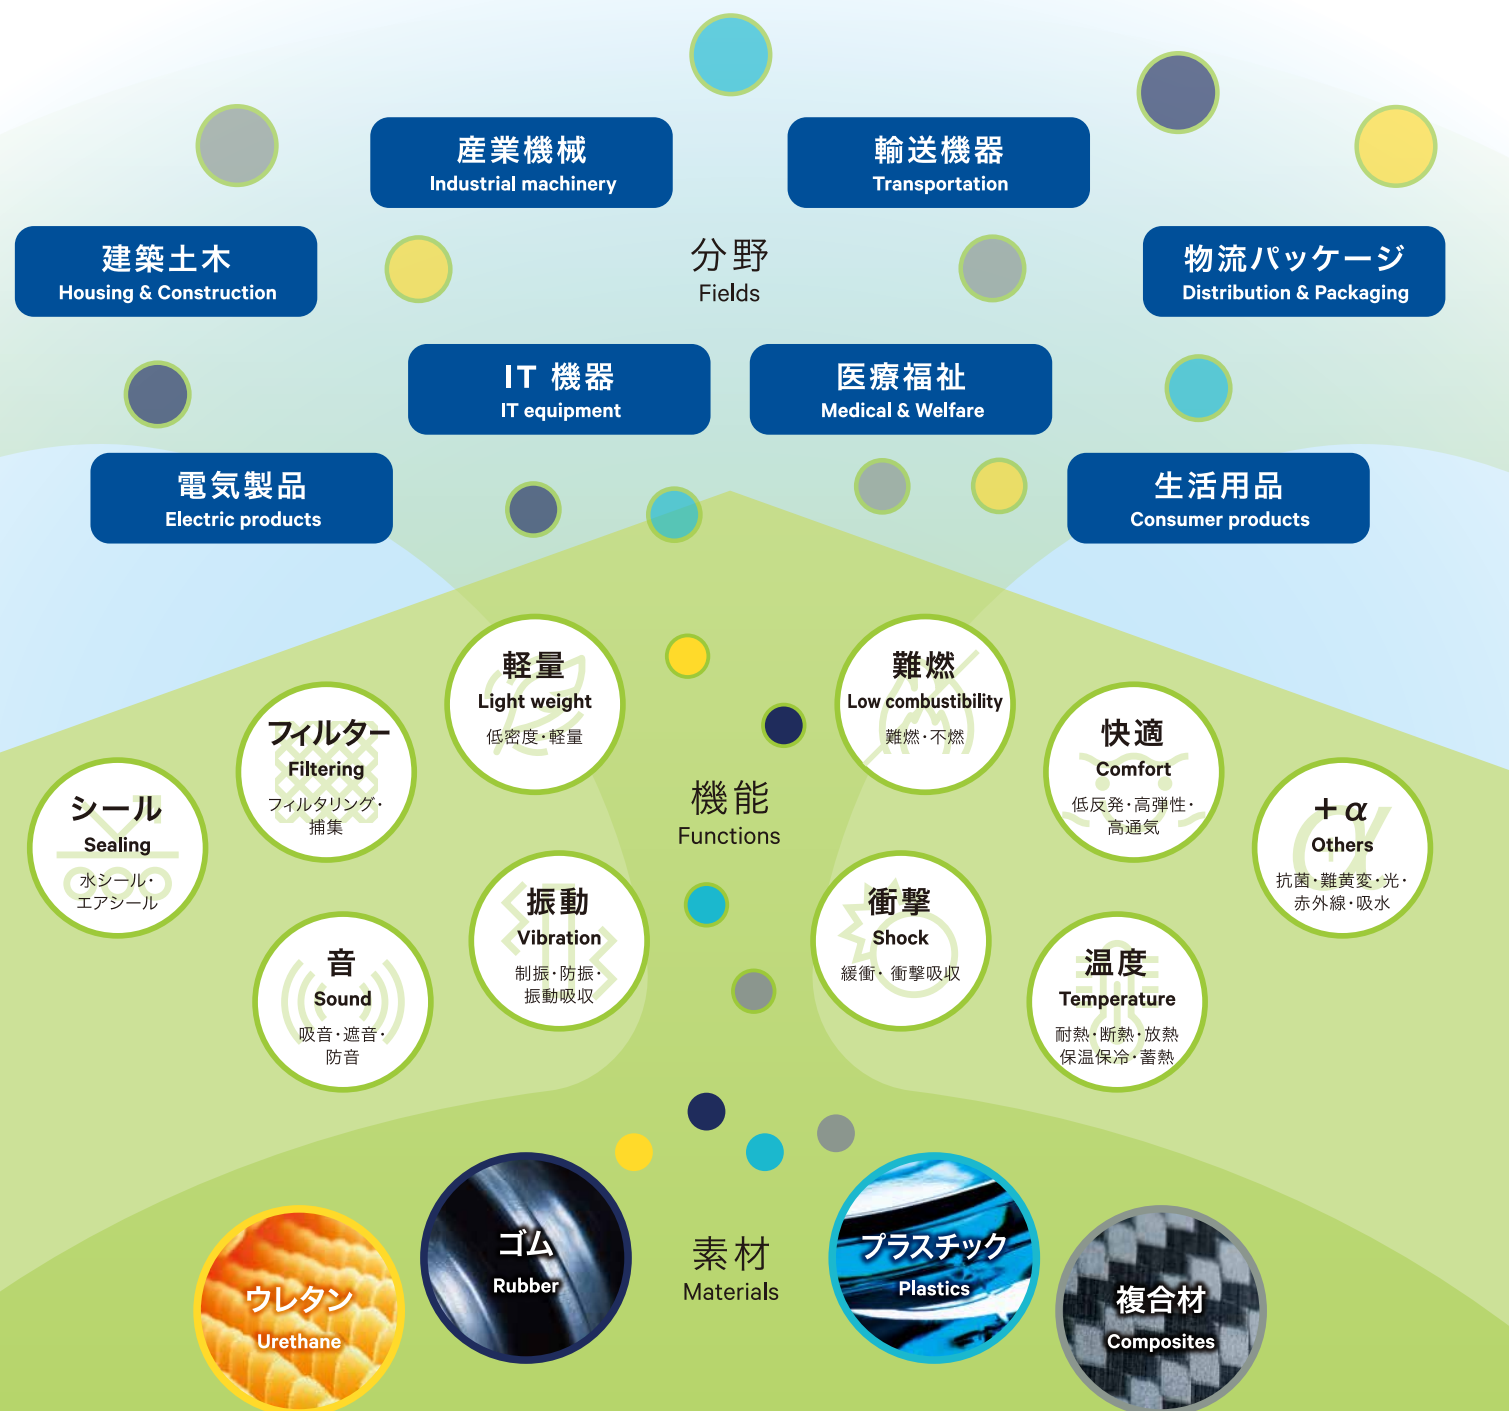 産業機械
Industrial machinery
輸送機器
Transportation
建築土木
Housing & Construction
分野
Fields
物流パッケージ
Distribution & Packaging
IT 機器
IT equipment
医療福祉
Medical & Welfare
電気製品
Electric products
生活用品
Consumer products
軽量
Light weight
低密度・軽量
難燃
Low combustibility
難燃・不燃
フィルター
Filtering
フィルタリング・
捕集
快適
Comfort
低反発・高弾性・
高通気
シール
Sealing
水シール・
エアシール
機能
Functions
＋α
Others
抗菌・難黄変・光・
赤外線・吸水
振動
Vibration
制振・防振・
振動吸収
衝撃
Shock
緩衝・衝撃吸収
音
Sound
吸音・遮音・
防音
温度
Temperature
耐熱・断熱・放熱
保温保冷・蓄熱
素材
Materials
ウレタン
Urethane
ゴム
Rubber
プラスチック
Plastics
複合材
Composites